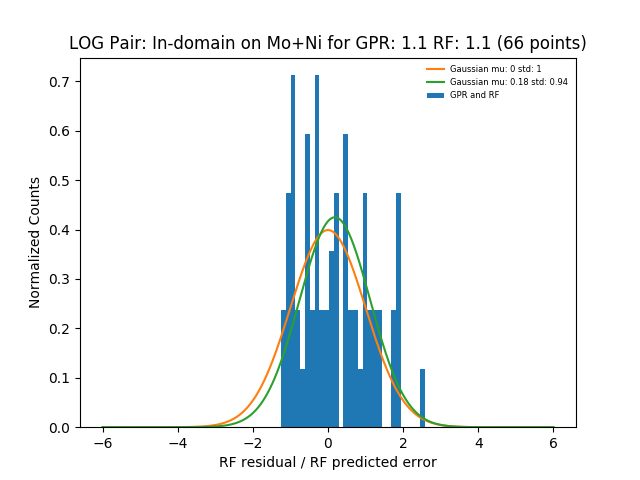 LOG Pair: In-domain on Mo+Ni for GPR: 1.1 RF: 1.1 (66 points)
Gaussian mu: 0 std: 1
Gaussian mu: 0.18 std: 0.94
GPR and RF
Normalized Counts
0.7
0.6
0.5
0.4
0.3
0.2
0.1
0.0
−6 −4 −2 0 2 4 6
RF residual / RF predicted error